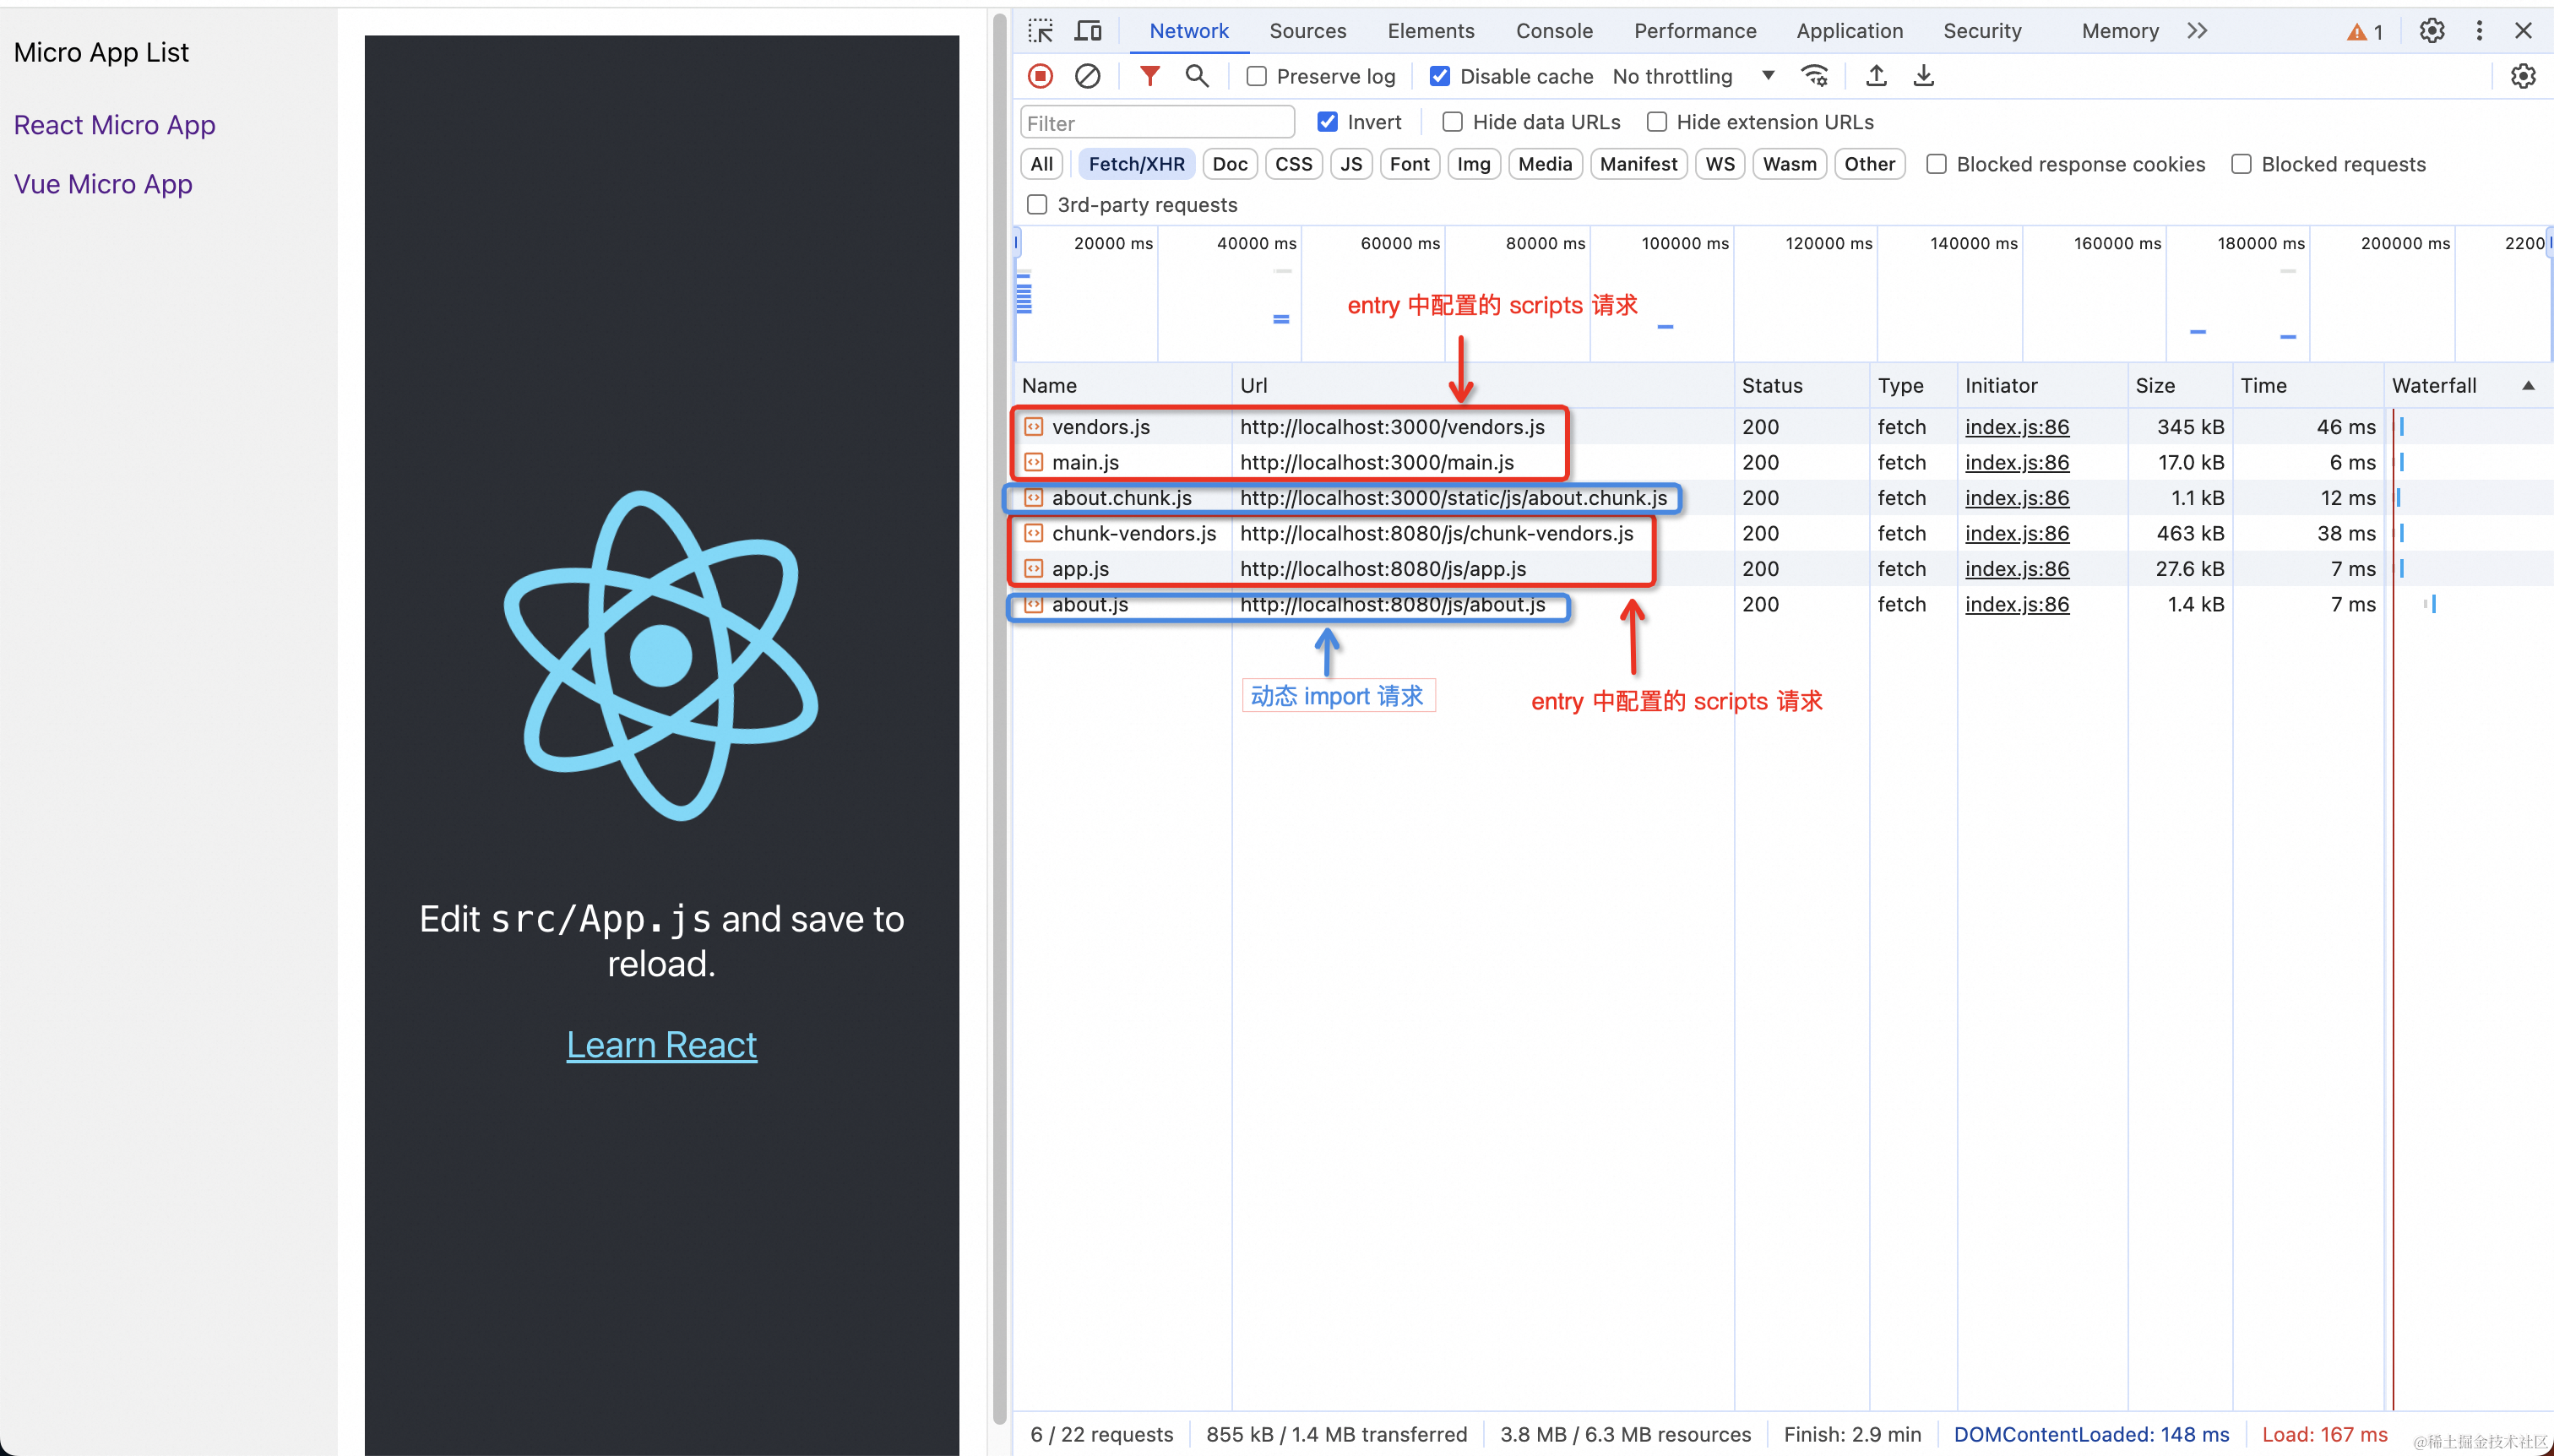 Micro App List
React Micro App
Vue Micro App
Edit src/App.js and save to
reload.
Learn React
Network Sources Elements Console Performance Application Security Memory 1
Preserve log Disable cache No throttling
Filter Invert Hide data URLs Hide extension URLs
All Fetch/XHR Doc CSS JS Font Img Media Manifest WS Wasm Other Blocked response cookies Blocked requests
3rd-party requests
20000 ms 40000 ms 60000 ms 80000 ms 100000 ms 120000 ms 140000 ms 160000 ms 180000 ms 200000 ms 2200
entry 中配置的 scripts 请求
Name Url Status Type Initiator Size Time Waterfall
vendors.js http://localhost:3000/vendors.js 200 fetch index.js:86 345 kB 46 ms
main.js http://localhost:3000/main.js 200 fetch index.js:86 17.0 kB 6 ms
about.chunk.js http://localhost:3000/static/js/about.chunk.js 200 fetch index.js:86 1.1 kB 12 ms
chunk-vendors.js http://localhost:8080/js/chunk-vendors.js 200 fetch index.js:86 463 kB 38 ms
app.js http://localhost:8080/js/app.js 200 fetch index.js:86 27.6 kB 7 ms
about.js http://localhost:8080/js/about.js 200 fetch index.js:86 1.4 kB 7 ms
动态 import 请求
entry 中配置的 scripts 请求
6 / 22 requests 855 kB / 1.4 MB transferred 3.8 MB / 6.3 MB resources Finish: 2.9 min DOMContentLoaded: 148 ms Load: 167 ms
@稀土掘金技术社区